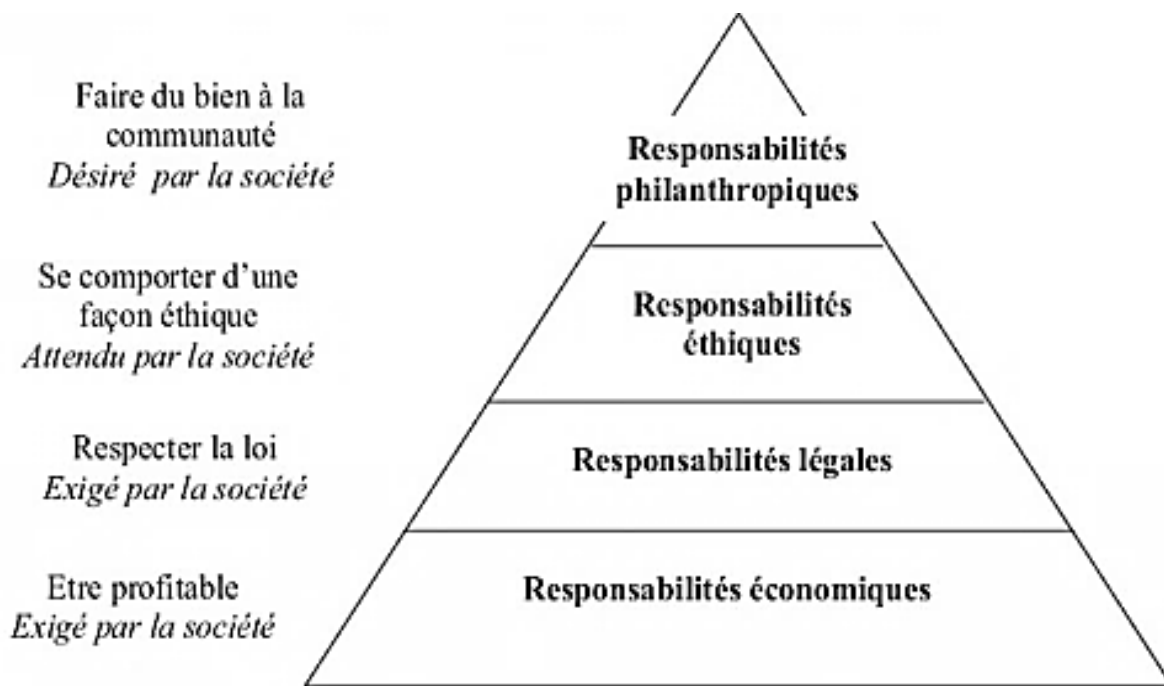 Faire du bien à la
communauté
Désiré par la société
Responsabilités
philanthropiques
Se comporter d'une
façon éthique
Attendu par la société
Responsabilités
éthiques
Respecter la loi
Exigé par la société
Responsabilités légales
Etre profitable
Exigé par la société
Responsabilités économiques